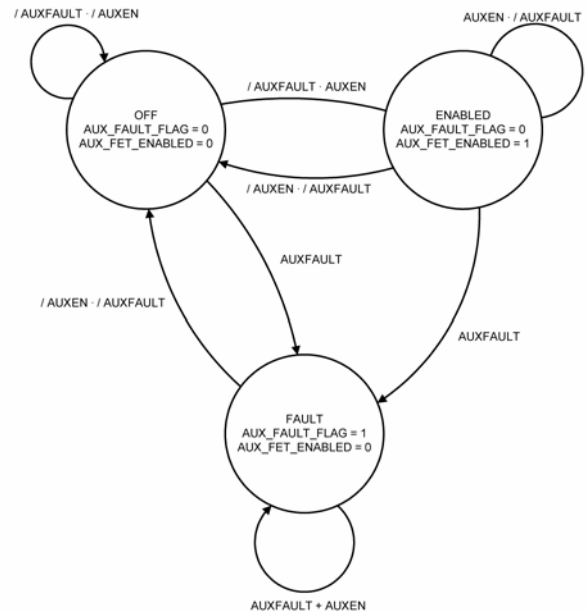 / AUXFAULT · / AUXEN
AUXEN · / AUXFAULT
/ AUXFAULT · AUXEN
OFF
AUX_FAULT_FLAG = 0
AUX_FET_ENABLED = 0
ENABLED
AUX_FAULT_FLAG = 0
AUX_FET_ENABLED = 1
/ AUXEN · / AUXFAULT
AUXFAULT
/ AUXEN · / AUXFAULT
AUXFAULT
FAULT
AUX_FAULT_FLAG = 1
AUX_FET_ENABLED = 0
AUXFAULT + AUXEN